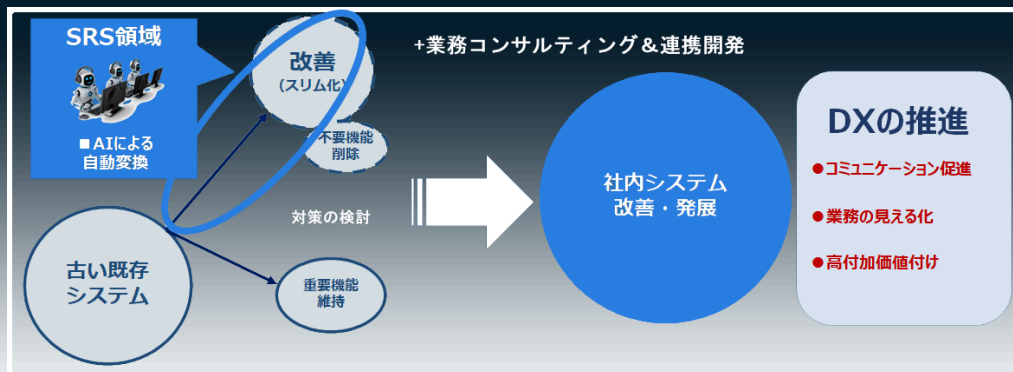 SRS領域
■AIによる
自動変換
改善
(スリム化)
不要機能
削除
+業務コンサルティング＆連携開発
対策の検討
古い既存
システム
重要機能
維持
社内システム
改善・発展
DXの推進
●コミュニケーション促進
●業務の見える化
●高付加価値付け